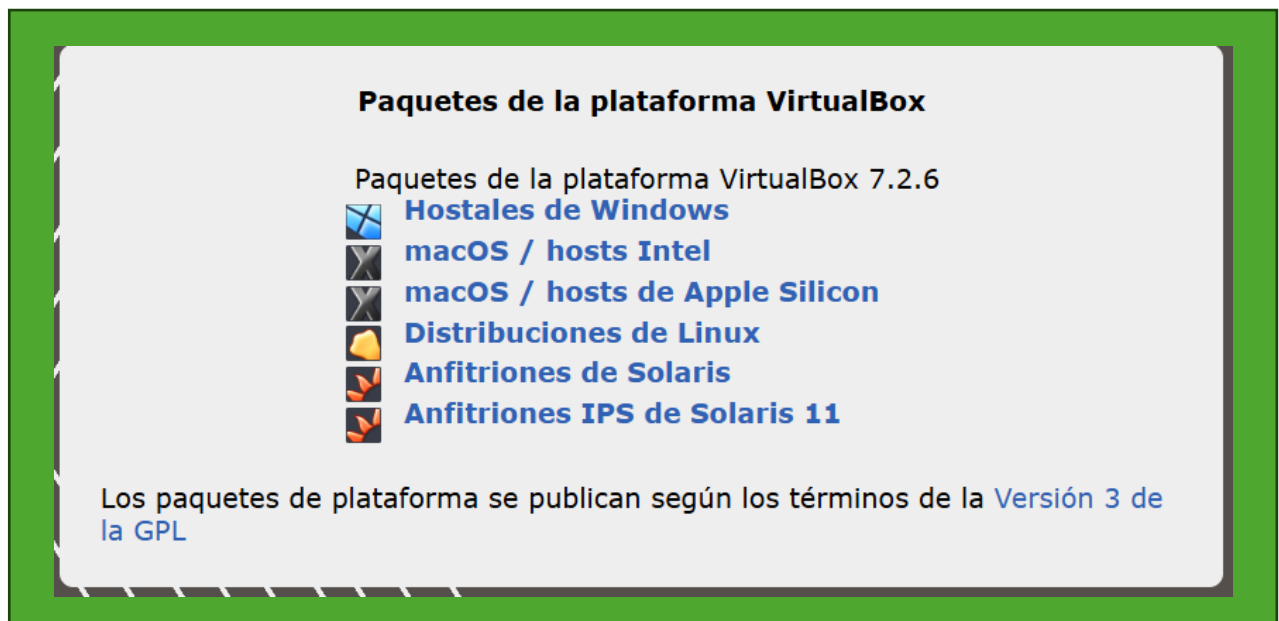 Paquetes de la plataforma VirtualBox
Paquetes de la plataforma VirtualBox 7.2.6
Hostales de Windows
macOS / hosts Intel
macOS / hosts de Apple Silicon
Distribuciones de Linux
Anfitriones de Solaris
Anfitriones IPS de Solaris 11
Los paquetes de plataforma se publican según los términos de la Versión 3 de
la GPL